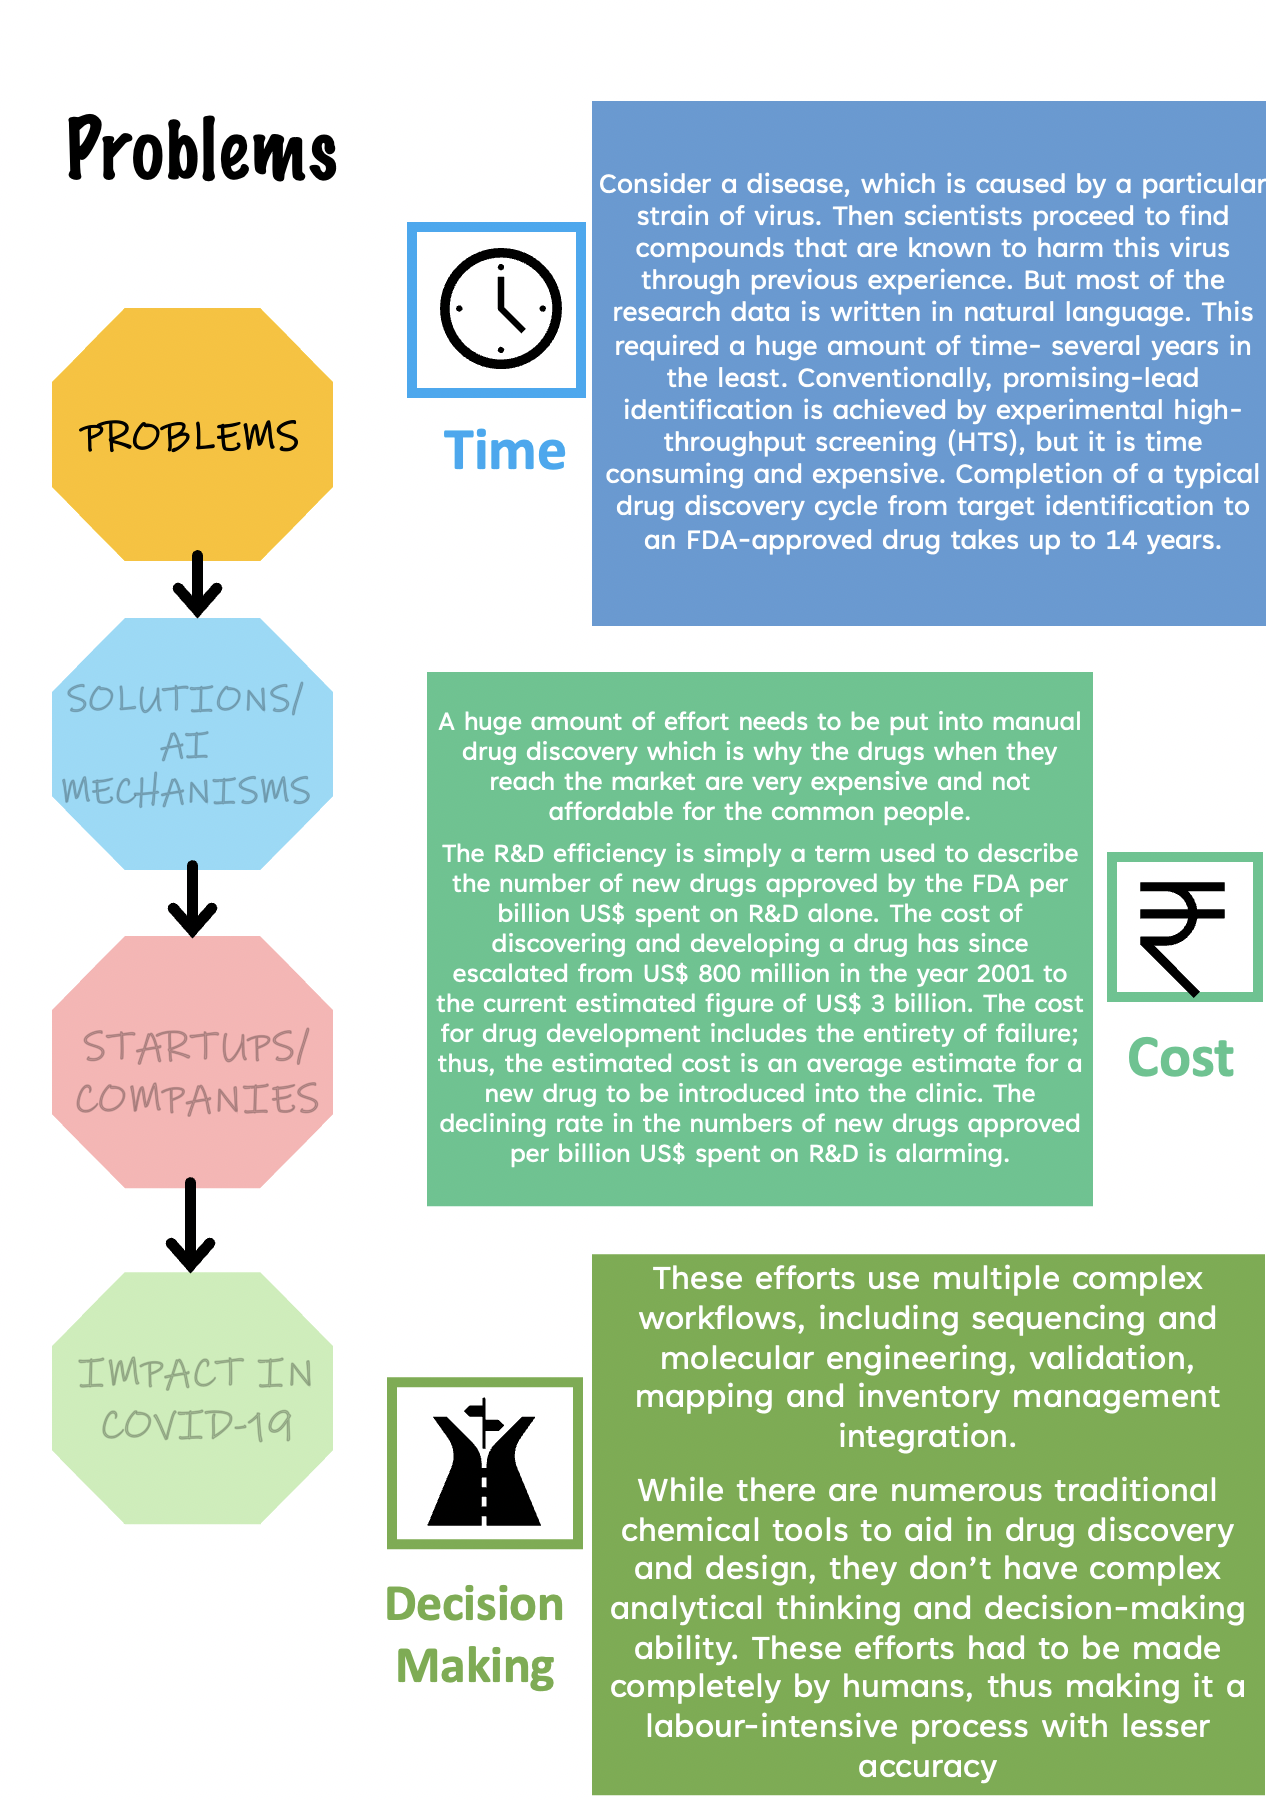 Problems
PROBLEMS
SOLUTIONS/
AI
MECHANISMS
STARTUPS/
COMPANIES
IMPACT IN
COVID-19
Time
Consider a disease, which is caused by a particular
strain of virus. Then scientists proceed to find
compounds that are known to harm this virus
through previous experience. But most of the
research data is written in natural language. This
required a huge amount of time- several years in
the least. Conventionally, promising-lead
identification is achieved by experimental high-
throughput screening (HTS), but it is time
consuming and expensive. Completion of a typical
drug discovery cycle from target identification to
an FDA-approved drug takes up to 14 years.
A huge amount of effort needs to be put into manual
drug discovery which is why the drugs when they
reach the market are very expensive and not
affordable for the common people.
The R&D efficiency is simply a term used to describe
the number of new drugs approved by the FDA per
billion US$ spent on R&D alone. The cost of
discovering and developing a drug has since
escalated from US$ 800 million in the year 2001 to
the current estimated figure of US$ 3 billion. The cost
for drug development includes the entirety of failure;
thus, the estimated cost is an average estimate for a
new drug to be introduced into the clinic. The
declining rate in the numbers of new drugs approved
per billion US$ spent on R&D is alarming.
₹
Cost
Decision
Making
These efforts use multiple complex
workflows, including sequencing and
molecular engineering, validation,
mapping and inventory management
integration.
While there are numerous traditional
chemical tools to aid in drug discovery
and design, they don’t have complex
analytical thinking and decision-making
ability. These efforts had to be made
completely by humans, thus making it a
labour-intensive process with lesser
accuracy